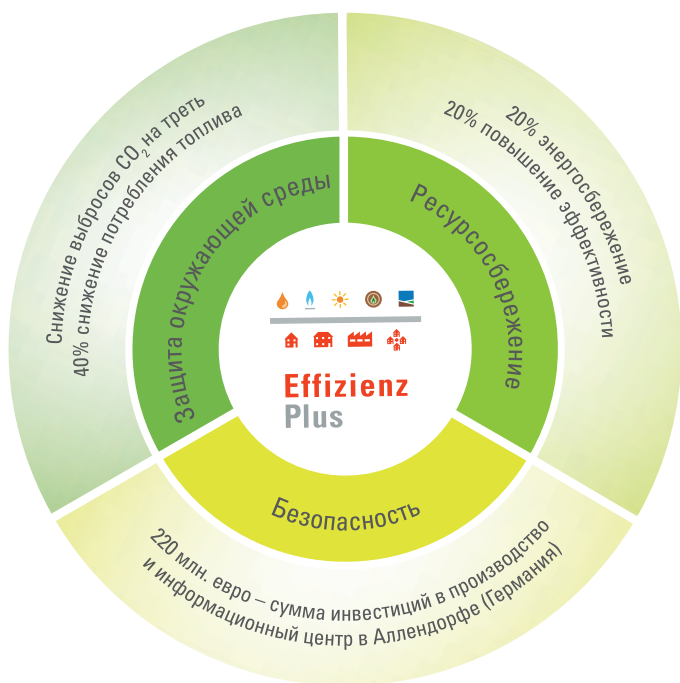 Снижение выбросов CO₂ на треть
40% снижение потребления топлива
20% энергосбережение
20% повышение эффективности
Защита окружающей среды
Ресурсосбережение
Effizienz
Plus
Безопасность
220 млн. евро – сумма инвестиций в производство
и информационный центр в Аллендорфе (Германия)